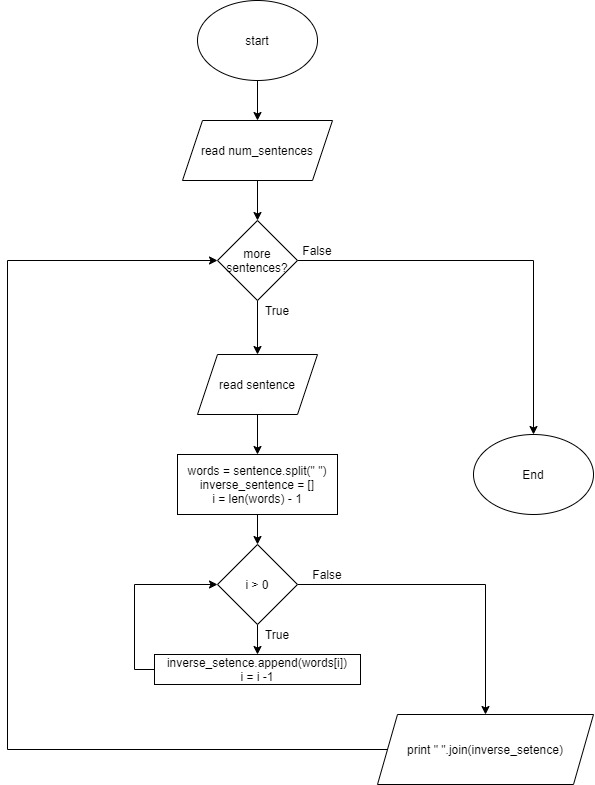 start
read num_sentences
more
sentences?
False
True
read sentence
words = sentence.split(" ")
inverse_sentence = []
i = len(words) - 1
End
i > 0
False
True
inverse_setence.append(words[i])
i = i -1
print " ".join(inverse_setence)